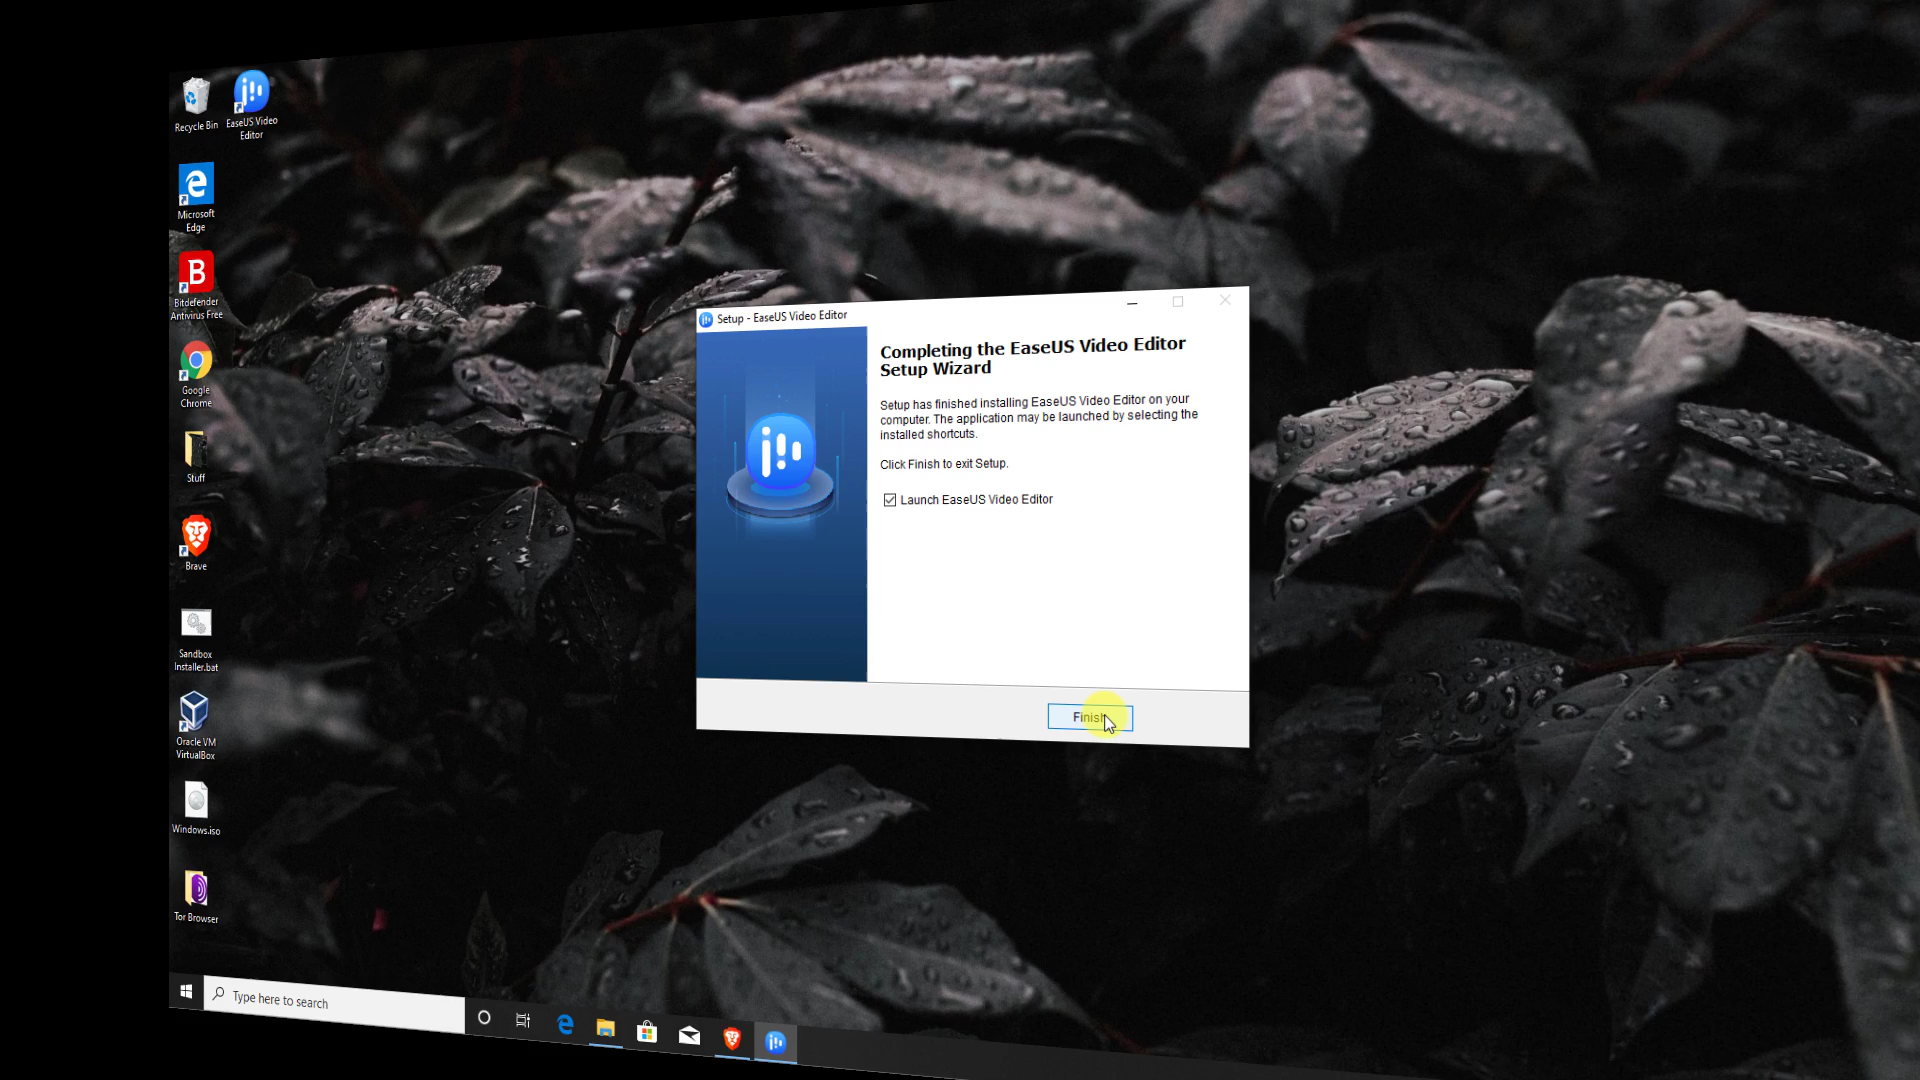 Recycle Bin
EaseUS Video
Editor
Microsoft
Edge
Bitdefender
Antivirus Free
Google
Chrome
Stuff
Brave
Sandbox
Installer.bat
Oracle VM
VirtualBox
Windows.iso
Tor Browser
Setup - EaseUS Video Editor
Completing the EaseUS Video Editor
Setup Wizard
Setup has finished installing EaseUS Video Editor on your
computer. The application may be launched by selecting the
installed shortcuts.
Click Finish to exit Setup.
Launch EaseUS Video Editor
Finish
Type here to search